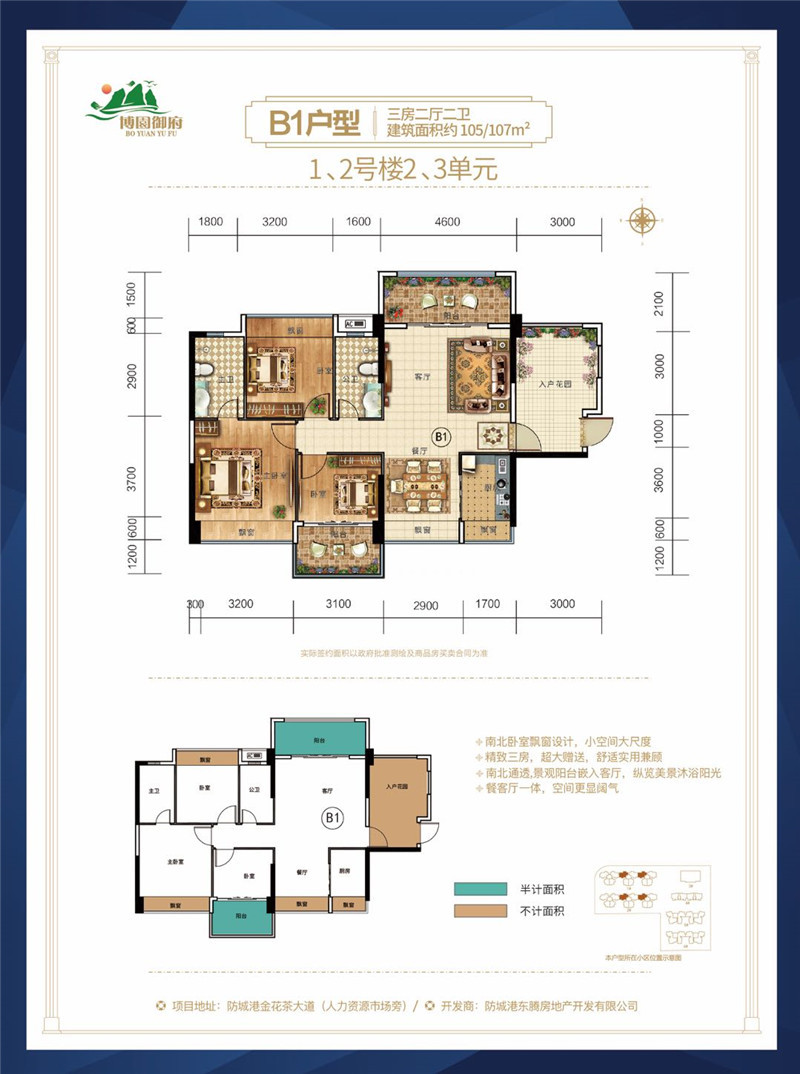 博園御府
BO YUAN YU FU
B1户型
三房二厅二卫
建筑面积约 105/107m²
1、2号楼2、3单元
1800 3200 1600 4600 3000
1500
600
2900
3700
600
1200
2100
3000
1000
3600
600
1200
阳台
飘窗
AC
主卫
卧室
公卫
客厅
入户花园
B1
餐厅
主卧室
卧室
厨房
飘窗
飘窗
飘窗
阳台
300 3200 3100 2900 1700 3000
实际签约面积以政府批准测绘及商品房买卖合同为准
阳台
飘窗
AC
主卫
卧室
公卫
客厅
入户花园
B1
主卧室
卧室
餐厅
厨房
飘窗
飘窗
飘窗
阳台
南北卧室飘窗设计，小空间大尺度
精致三房，超大赠送，舒适实用兼顾
南北通透,景观阳台嵌入客厅，纵览美景沐浴阳光
餐客厅一体，空间更显阔气
半计面积
不计面积
本户型所在小区位置示意图
项目地址：防城港金花茶大道（人力资源市场旁）/ 开发商：防城港东腾房地产开发有限公司